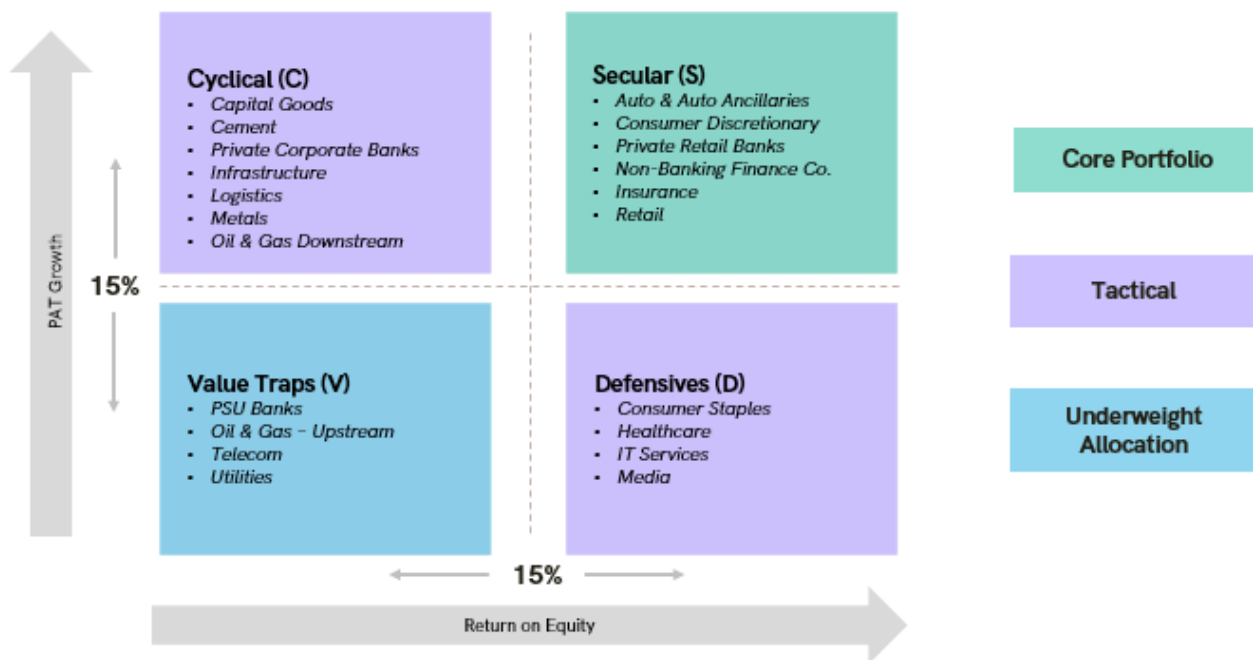 Cyclical (C)
• Capital Goods
• Cement
• Private Corporate Banks
• Infrastructure
• Logistics
• Metals
• Oil & Gas Downstream
Secular (S)
• Auto & Auto Ancillaries
• Consumer Discretionary
• Private Retail Banks
• Non-Banking Finance Co.
• Insurance
• Retail
Core Portfolio
Tactical
Underweight
Allocation
PAT Growth
15%
Value Traps (V)
• PSU Banks
• Oil & Gas – Upstream
• Telecom
• Utilities
Defensives (D)
• Consumer Staples
• Healthcare
• IT Services
• Media
15%
Return on Equity